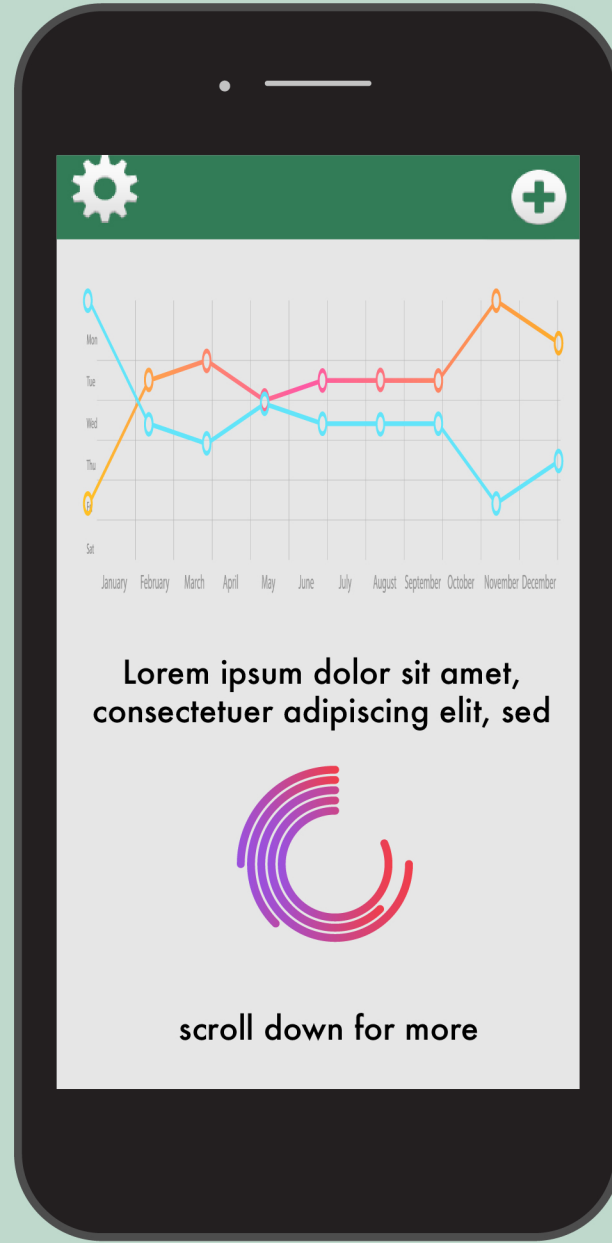 Mon
Tue
Wed
Thu
Fri
Sat
January February March April May June July August September October November December
Lorem ipsum dolor sit amet,
consectetuer adipiscing elit, sed
scroll down for more